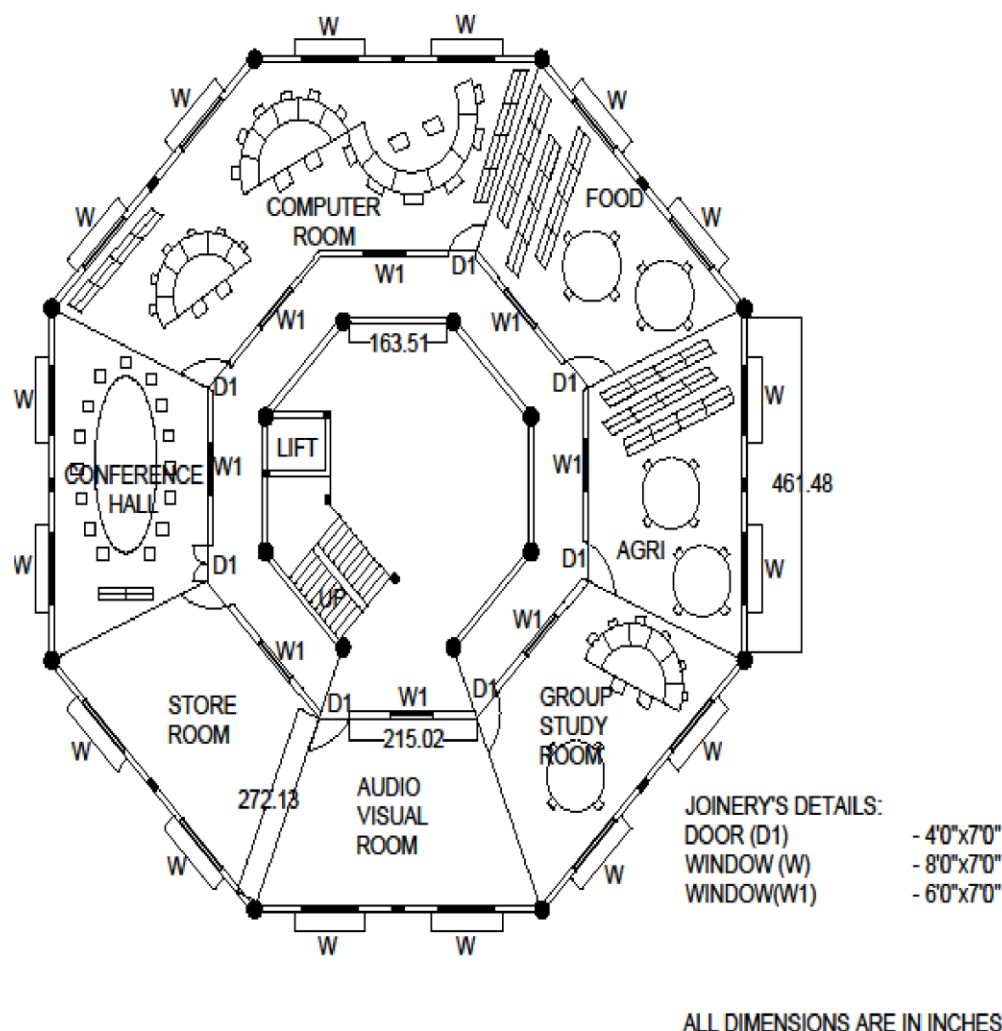 W W
W W
FOOD
COMPUTER
ROOM
W W
W1 D1
W1 W1
163.51
D1 D1
W W
LIFT
CONFERENCE
HALL
W1 W1
461.48
AGRI
W W
D1 D1
UP
W1 W1
STORE
ROOM
D1 W1 D1
GROUP
STUDY
ROOM
215.02
W W
272.13
AUDIO
VISUAL
ROOM
JOINERY'S DETAILS:
DOOR (D1) - 4'0"x7'0"
WINDOW (W) - 8'0"x7'0"
WINDOW(W1) - 6'0"x7'0"
W W
W W
ALL DIMENSIONS ARE IN INCHES